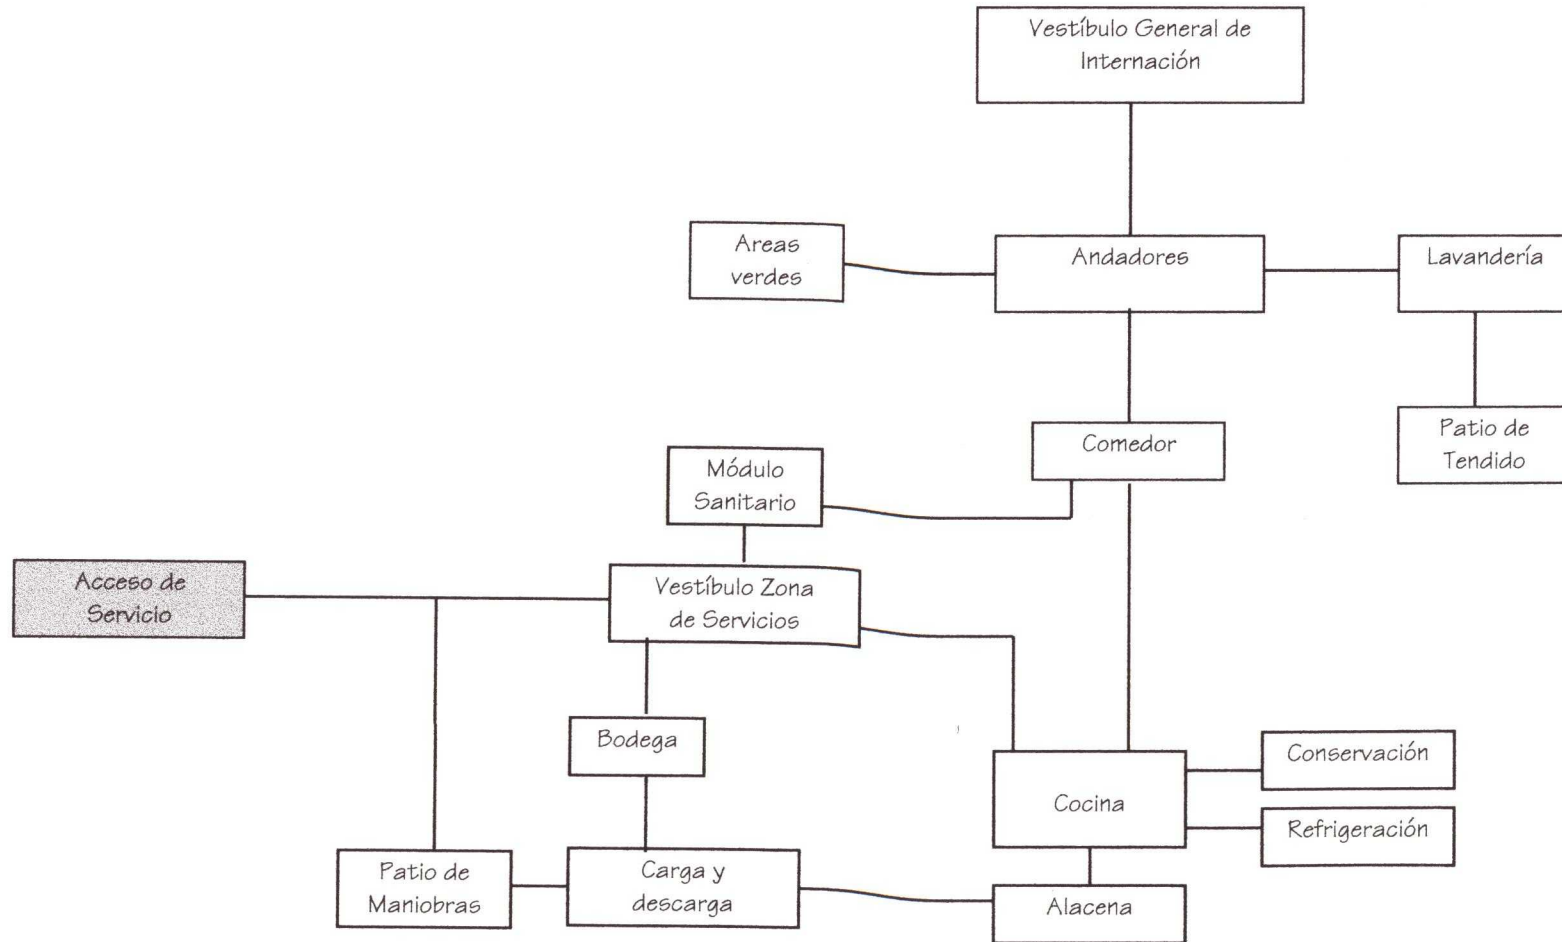 Vestíbulo General de
Internación
Areas
verdes
Andadores
Lavandería
Patio de
Tendido
Comedor
Módulo
Sanitario
Acceso de
Servicio
Vestíbulo Zona
de Servicios
Bodega
Cocina
Conservación
Refrigeración
Patio de
Maniobras
Carga y
descarga
Alacena